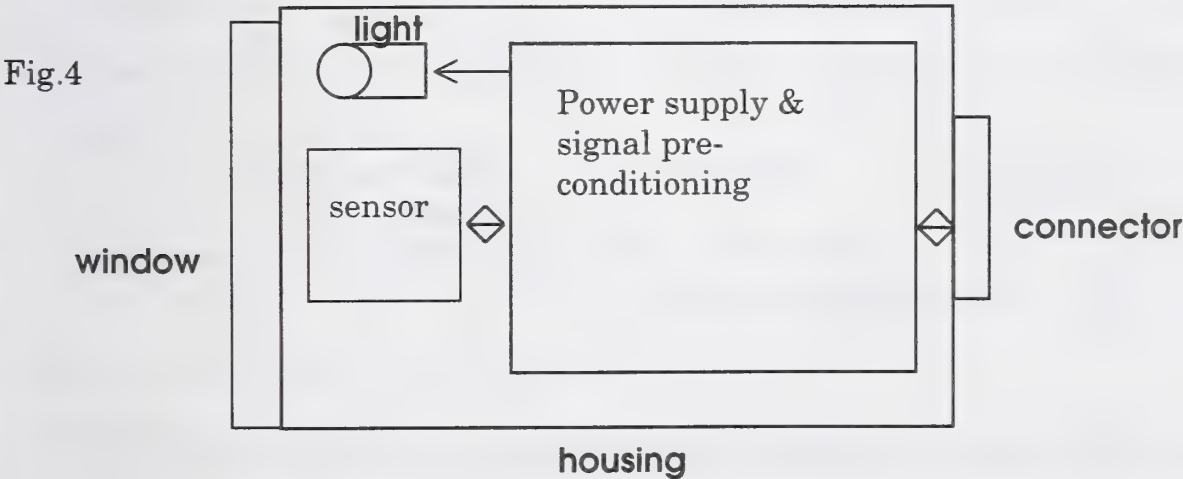 light
Fig.4
Power supply &
signal pre-
conditioning
sensor
connector
window
housing